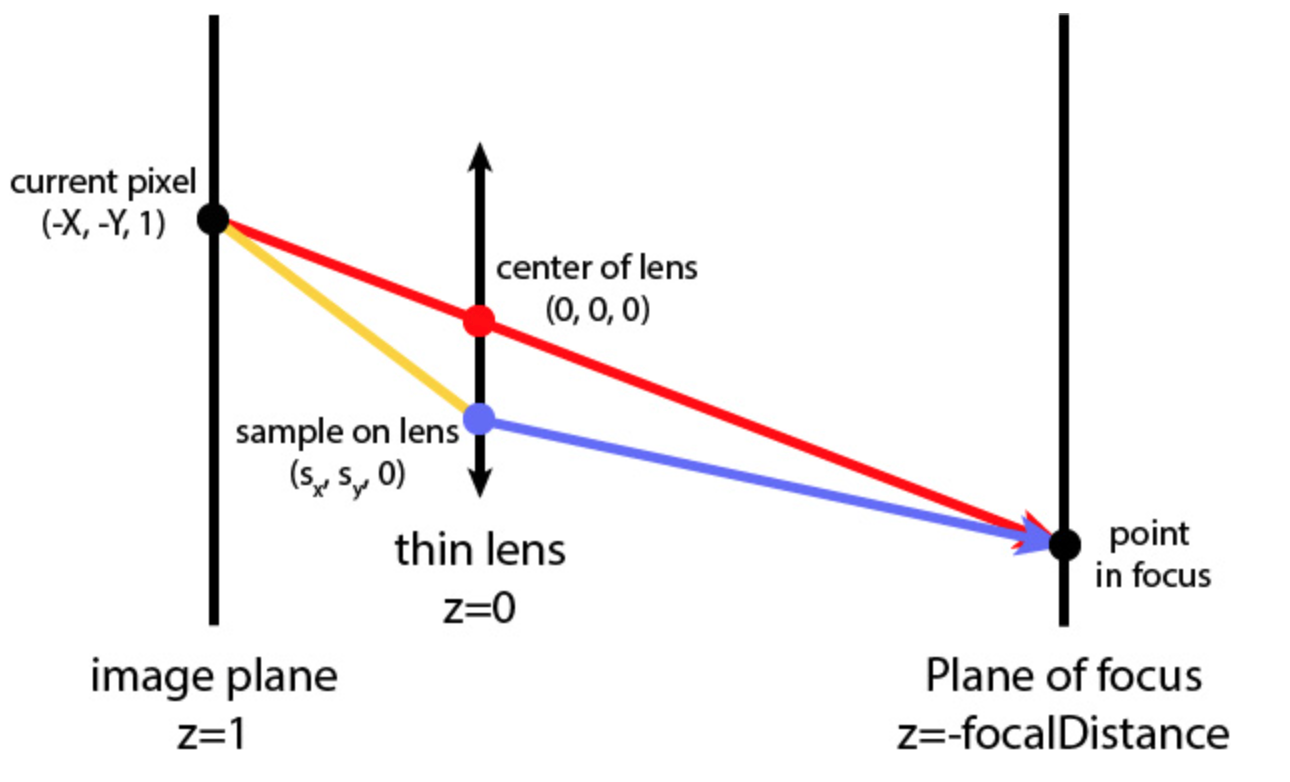 current pixel
(-X, -Y, 1)
center of lens
(0, 0, 0)
sample on lens
(sx, sy, 0)
thin lens
z=0
point
in focus
image plane
z=1
Plane of focus
z=-focalDistance